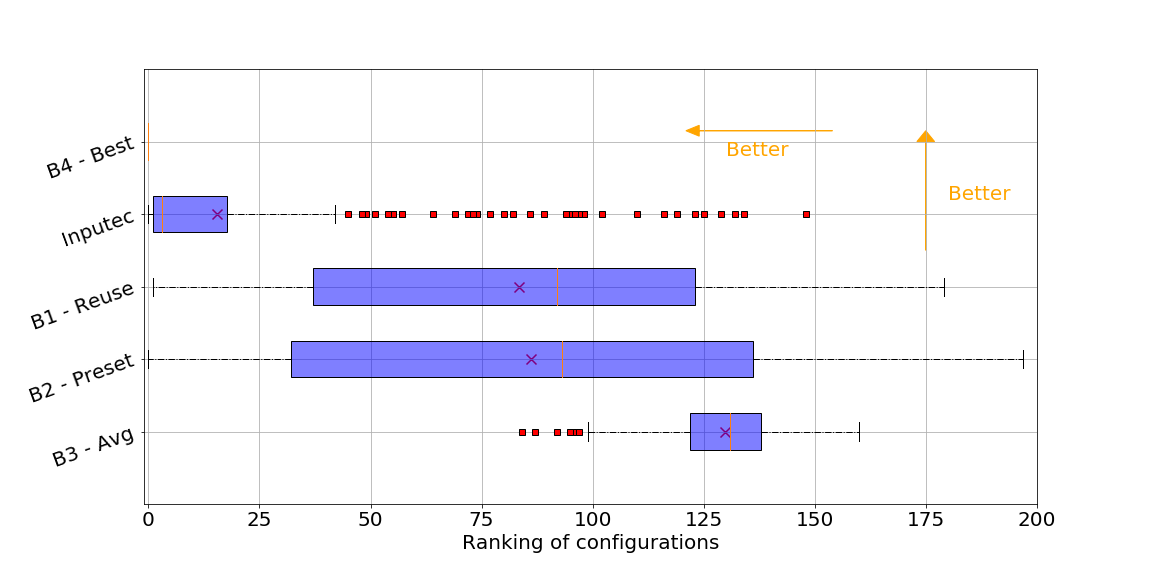 B4 - Best
Better
Better
Inputec
B1 - Reuse
B2 - Preset
B3 - Avg
0 25 50 75 100 125 150 175 200
Ranking of configurations